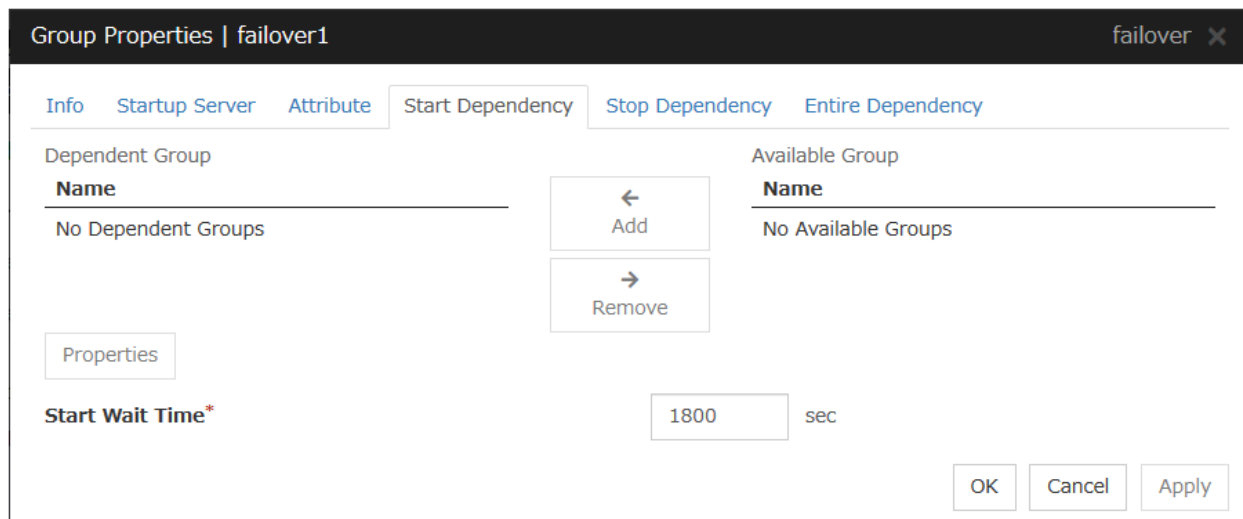 Group Properties | failover1 failover ×
Info Startup Server Attribute Start Dependency Stop Dependency Entire Dependency
Dependent Group Available Group
Name Name
← Add
No Dependent Groups No Available Groups
→ Remove
Properties
Start Wait Time* 1800 sec
OK Cancel Apply